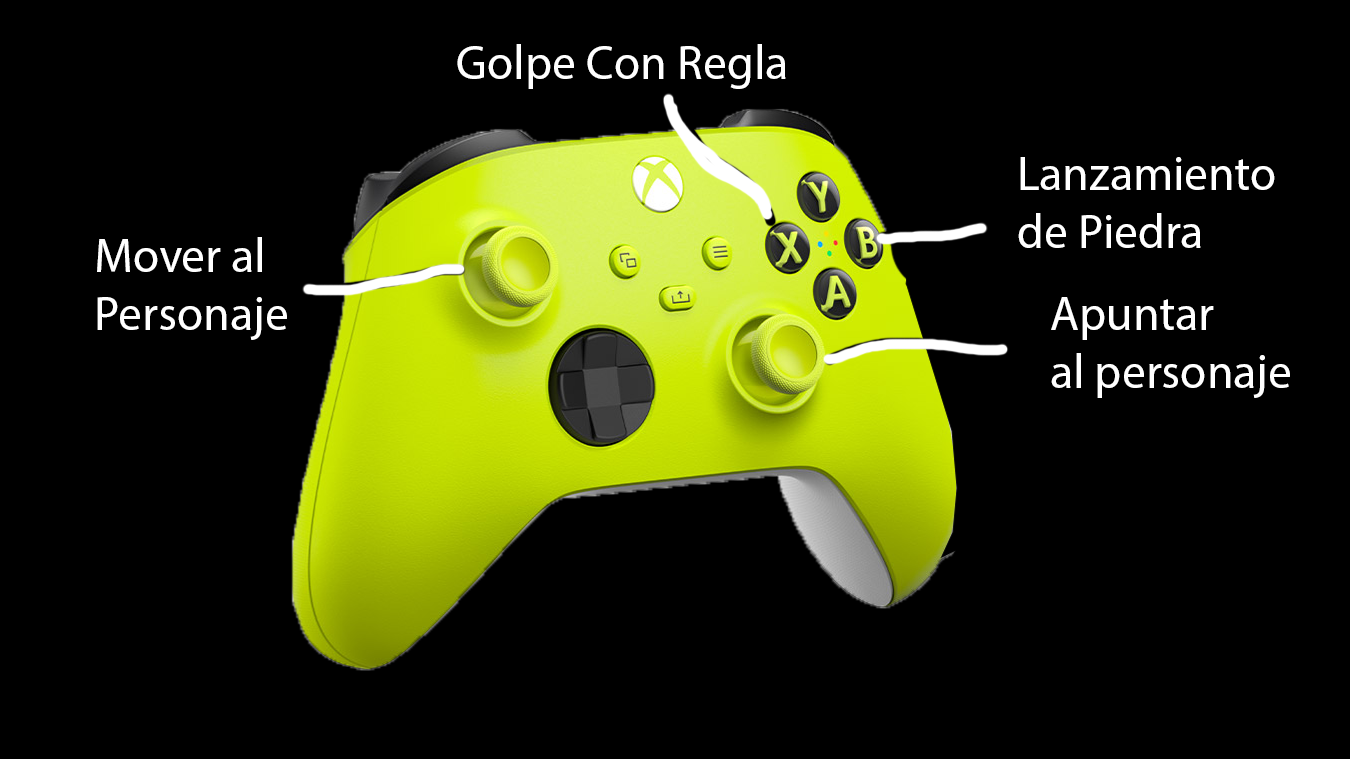 Golpe Con Regla
Lanzamiento
de Piedra
Mover al
Personaje
Apuntar
al personaje
Y
X
B
A